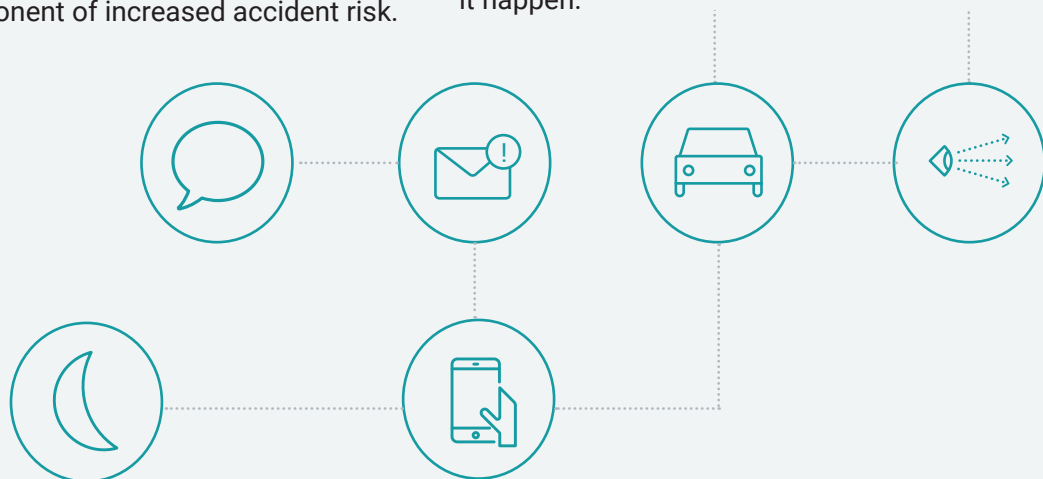 onent of increased accident risk.
it happen.